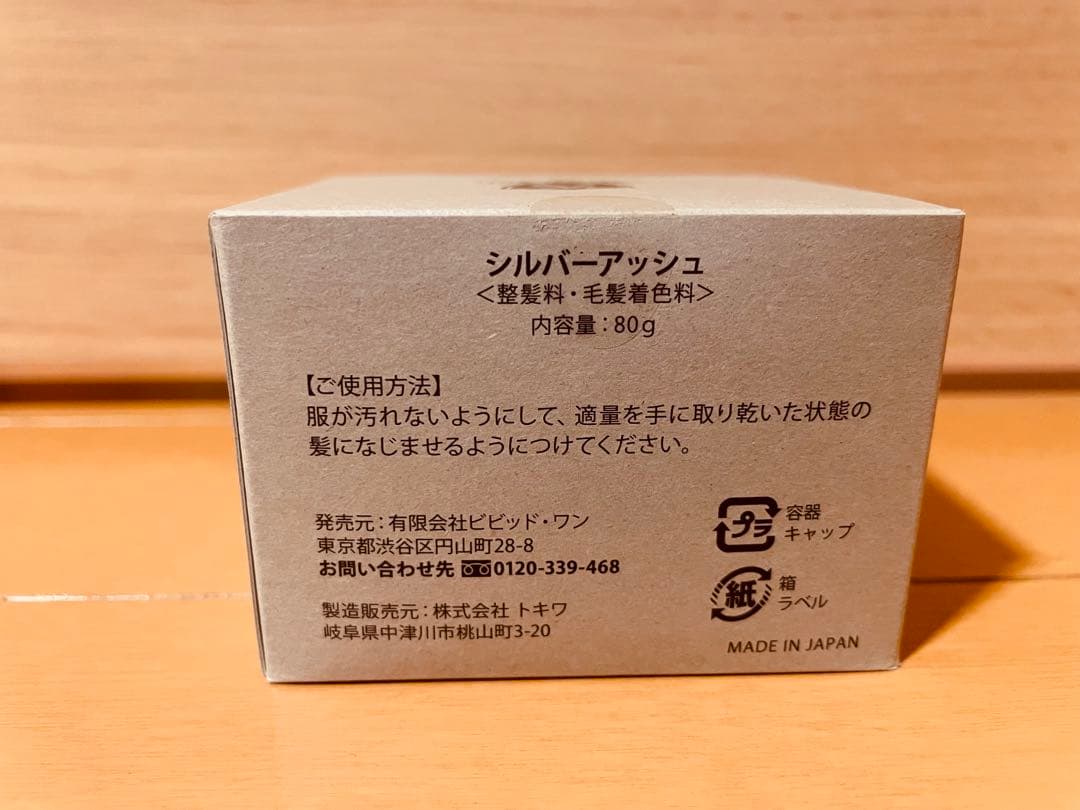 シルバーアッシュ
＜整髪料・毛髪着色料＞
内容量：80g
【ご使用方法】
服が汚れないようにして、適量を手に取り乾いた状態の
髪になじませるようにつけてください。
発売元：有限会社ビビッド・ワン
東京都渋谷区円山町28-8
お問い合わせ先 0120-339-468
製造販売元：株式会社 トキワ
岐阜県中津川市桃山町3-20
プラ 容器
キャップ
紙 箱
ラベル
MADE IN JAPAN